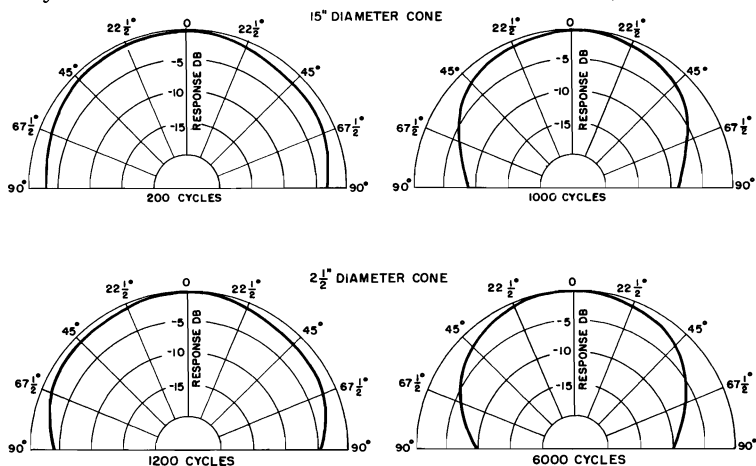 15" DIAMETER CONE
0
22 1/2° 22 1/2°
45° 45°
67 1/2° 67 1/2°
90° 90°
-5
-10
-15
RESPONSE DB
200 CYCLES
0
22 1/2° 22 1/2°
45° 45°
67 1/2° 67 1/2°
90° 90°
-5
-10
-15
RESPONSE DB
1000 CYCLES
2 1/2" DIAMETER CONE
0
22 1/2° 22 1/2°
45° 45°
67 1/2° 67 1/2°
90° 90°
-5
-10
-15
RESPONSE DB
1200 CYCLES
0
22 1/2° 22 1/2°
45° 45°
67 1/2° 67 1/2°
90° 90°
-5
-10
-15
RESPONSE DB
6000 CYCLES